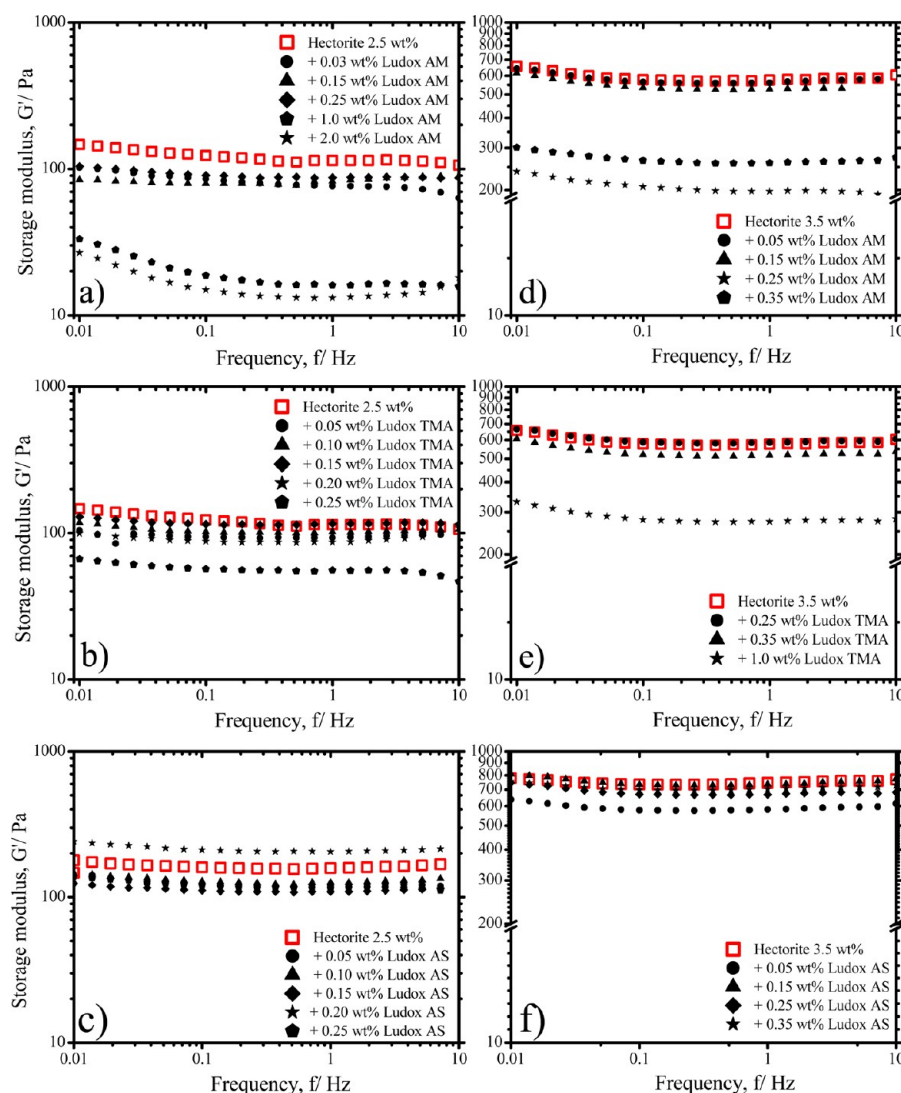 1000
Hectorite 2.5 wt%
+ 0.03 wt% Ludox AM
+ 0.15 wt% Ludox AM
+ 0.25 wt% Ludox AM
+ 1.0 wt% Ludox AM
+ 2.0 wt% Ludox AM
100
10
Storage modulus, G'/ Pa
a)
0.01 0.1 1 10
Frequency, f/ Hz
1000
900
800
700
600
500
400
300
200
10
Hectorite 3.5 wt%
+ 0.05 wt% Ludox AM
+ 0.15 wt% Ludox AM
+ 0.25 wt% Ludox AM
+ 0.35 wt% Ludox AM
d)
0.01 0.1 1 10
Frequency, f/ Hz
1000
Hectorite 2.5 wt%
+ 0.05 wt% Ludox TMA
+ 0.10 wt% Ludox TMA
+ 0.15 wt% Ludox TMA
+ 0.20 wt% Ludox TMA
+ 0.25 wt% Ludox TMA
100
10
Storage modulus, G'/ Pa
b)
0.01 0.1 1 10
Frequency, f/ Hz
1000
900
800
700
600
500
400
300
200
10
Hectorite 3.5 wt%
+ 0.25 wt% Ludox TMA
+ 0.35 wt% Ludox TMA
+ 1.0 wt% Ludox TMA
e)
0.01 0.1 1 10
Frequency, f/ Hz
1000
100
10
Storage modulus, G'/ Pa
Hectorite 2.5 wt%
+ 0.05 wt% Ludox AS
+ 0.10 wt% Ludox AS
+ 0.15 wt% Ludox AS
+ 0.20 wt% Ludox AS
+ 0.25 wt% Ludox AS
c)
0.01 0.1 1 10
Frequency, f/ Hz
1000
900
800
700
600
500
400
300
200
10
Hectorite 3.5 wt%
+ 0.05 wt% Ludox AS
+ 0.15 wt% Ludox AS
+ 0.25 wt% Ludox AS
+ 0.35 wt% Ludox AS
f)
0.01 0.1 1 10
Frequency, f/ Hz